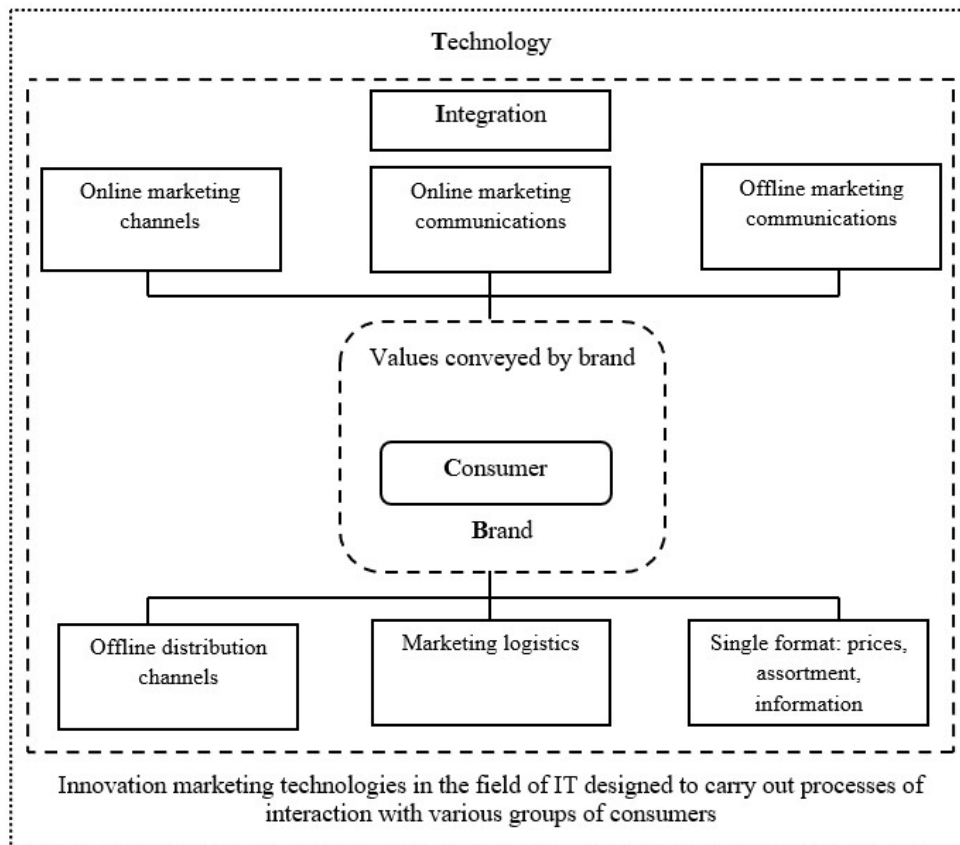 Technology
Integration
Online marketing
channels
Online marketing
communications
Offline marketing
communications
Values conveyed by brand
Consumer
Brand
Offline distribution
channels
Marketing logistics
Single format: prices,
assortment,
information
Innovation marketing technologies in the field of IT designed to carry out processes of
interaction with various groups of consumers